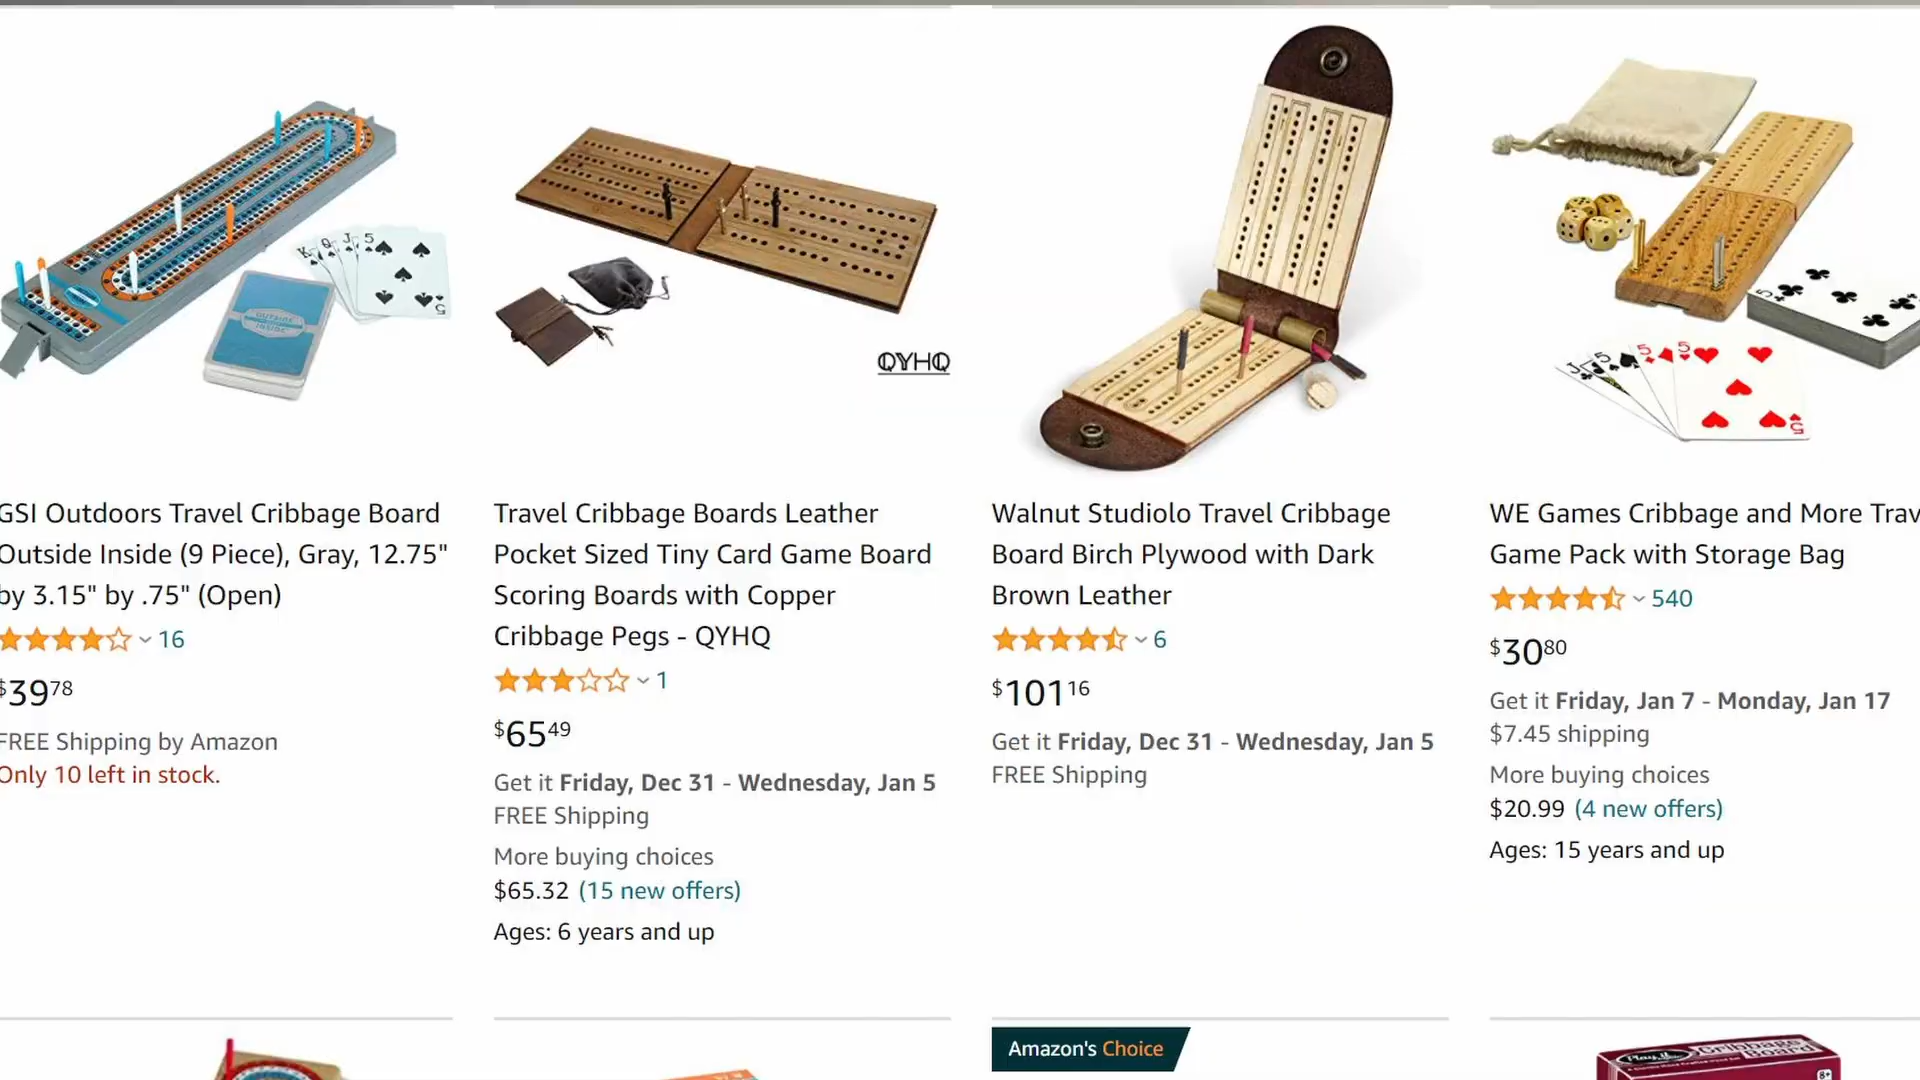 QYHQ
GSI Outdoors Travel Cribbage Board
Outside Inside (9 Piece), Gray, 12.75"
by 3.15" by .75" (Open)
16
$39 78
FREE Shipping by Amazon
Only 10 left in stock.
Travel Cribbage Boards Leather
Pocket Sized Tiny Card Game Board
Scoring Boards with Copper
Cribbage Pegs - QYHQ
1
$65 49
Get it Friday, Dec 31 - Wednesday, Jan 5
FREE Shipping
More buying choices
$65.32 (15 new offers)
Ages: 6 years and up
Walnut Studiolo Travel Cribbage
Board Birch Plywood with Dark
Brown Leather
6
$101 16
Get it Friday, Dec 31 - Wednesday, Jan 5
FREE Shipping
WE Games Cribbage and More Trav
Game Pack with Storage Bag
540
$30 80
Get it Friday, Jan 7 - Monday, Jan 17
$7.45 shipping
More buying choices
$20.99 (4 new offers)
Ages: 15 years and up
Amazon's Choice
Cribbage
Board
8+